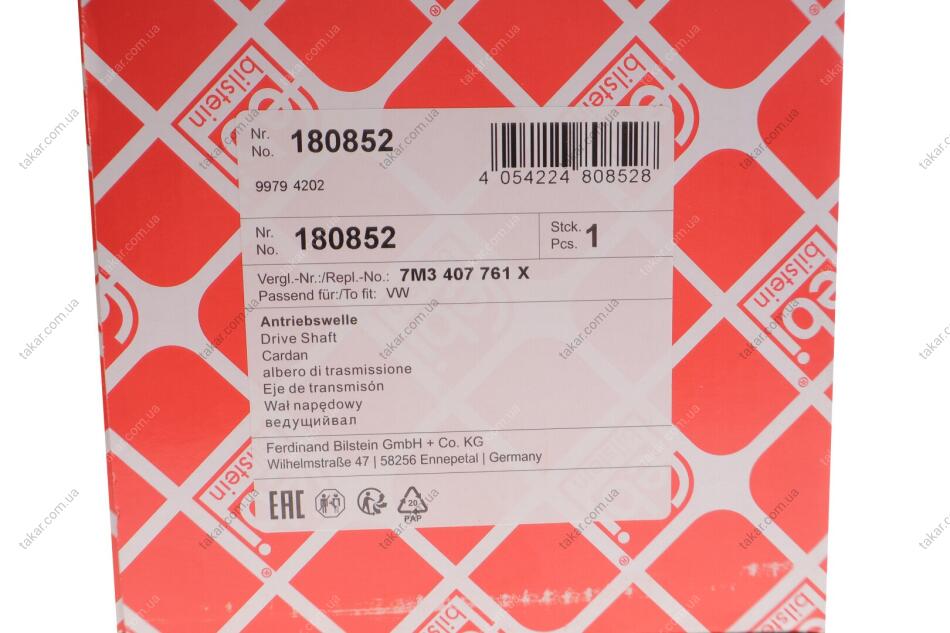 Nr.
No. 180852
4 054224 808528
9979 4202
Nr.
No. 180852
Stck.
Pcs. 1
Vergl.-Nr.:/Repl.-No.: 7M3 407 761 X
Passend für:/To fit: VW
Antriebswelle
Drive Shaft
Cardan
albero di trasmissione
Eje de transmisón
Wał napędowy
ведущийвал
Ferdinand Bilstein GmbH + Co. KG
Wilhelmstraße 47 | 58256 Ennepetal | Germany
EAC
20
PAP
febi
bilstein
takar.com.ua